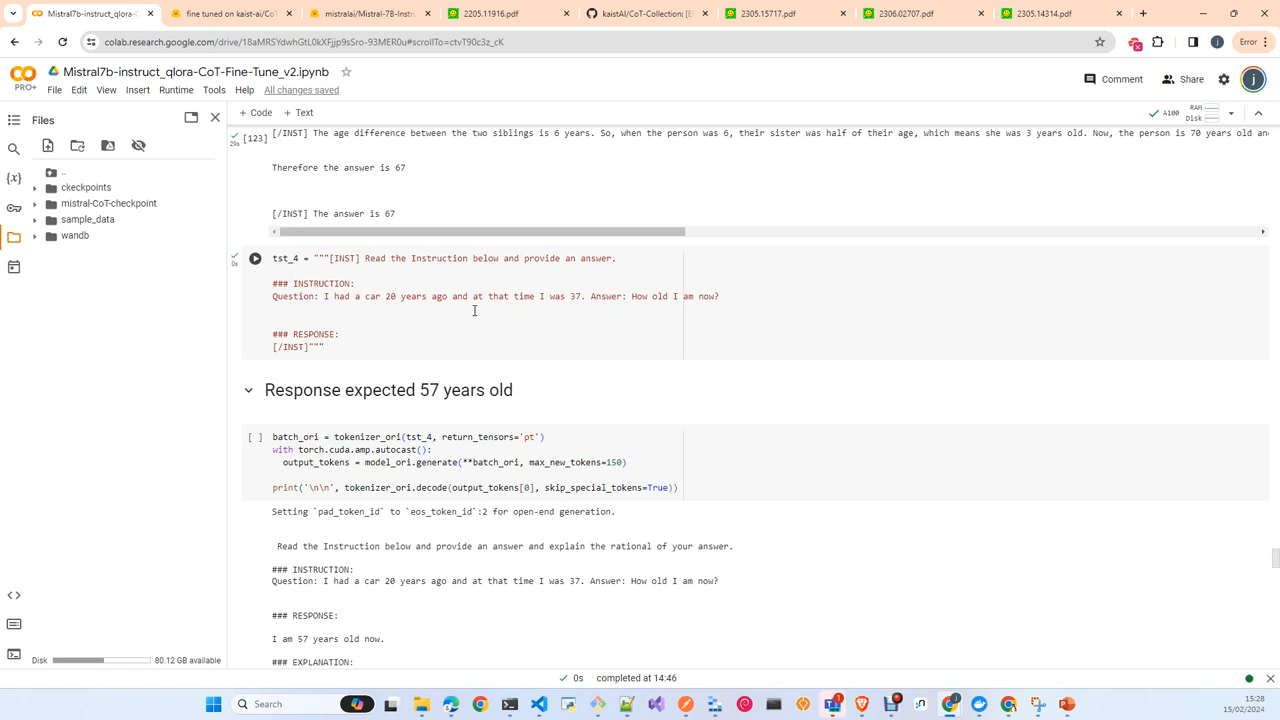 Mistral7b-instruct_qlora-C
fine tuned on kaist-ai/CoT-
mistralai/Mistral-7B-Instr
2205.11916.pdf
kaistAI/CoT-Collection: [E
2305.15717.pdf
2306.02707.pdf
2305.14314.pdf
colab.research.google.com/drive/18aMRSYdwhGtL0kXFjjp9sSro-93MER0u#scrollTo=ctvT90c3z_cK
j
Error
PRO+
Mistral7b-instruct_qlora-CoT-Fine-Tune_v2.ipynb
File Edit View Insert Runtime Tools Help All changes saved
Comment
Share
j
Files
+ Code + Text
A100
RAM
Disk
..
ckeckpoints
mistral-CoT-checkpoint
sample_data
wandb
[123]
29s
[/INST] The age difference between the two siblings is 6 years. So, when the person was 6, their sister was half of their age, which means she was 3 years old. Now, the person is 70 years old an
Therefore the answer is 67
[/INST] The answer is 67
0s
tst_4 = """[INST] Read the Instruction below and provide an answer.
### INSTRUCTION:
Question: I had a car 20 years ago and at that time I was 37. Answer: How old I am now?
### RESPONSE:
[/INST]"""
Response expected 57 years old
[ ]
batch_ori = tokenizer_ori(tst_4, return_tensors='pt')
with torch.cuda.amp.autocast():
output_tokens = model_ori.generate(**batch_ori, max_new_tokens=150)
print('\n\n', tokenizer_ori.decode(output_tokens[0], skip_special_tokens=True))
Setting `pad_token_id` to `eos_token_id`:2 for open-end generation.
Read the Instruction below and provide an answer and explain the rational of your answer.
### INSTRUCTION:
Question: I had a car 20 years ago and at that time I was 37. Answer: How old I am now?
### RESPONSE:
I am 57 years old now.
### EXPLANATION:
Disk
80.12 GB available
0s completed at 14:46
Search
15:28
15/02/2024